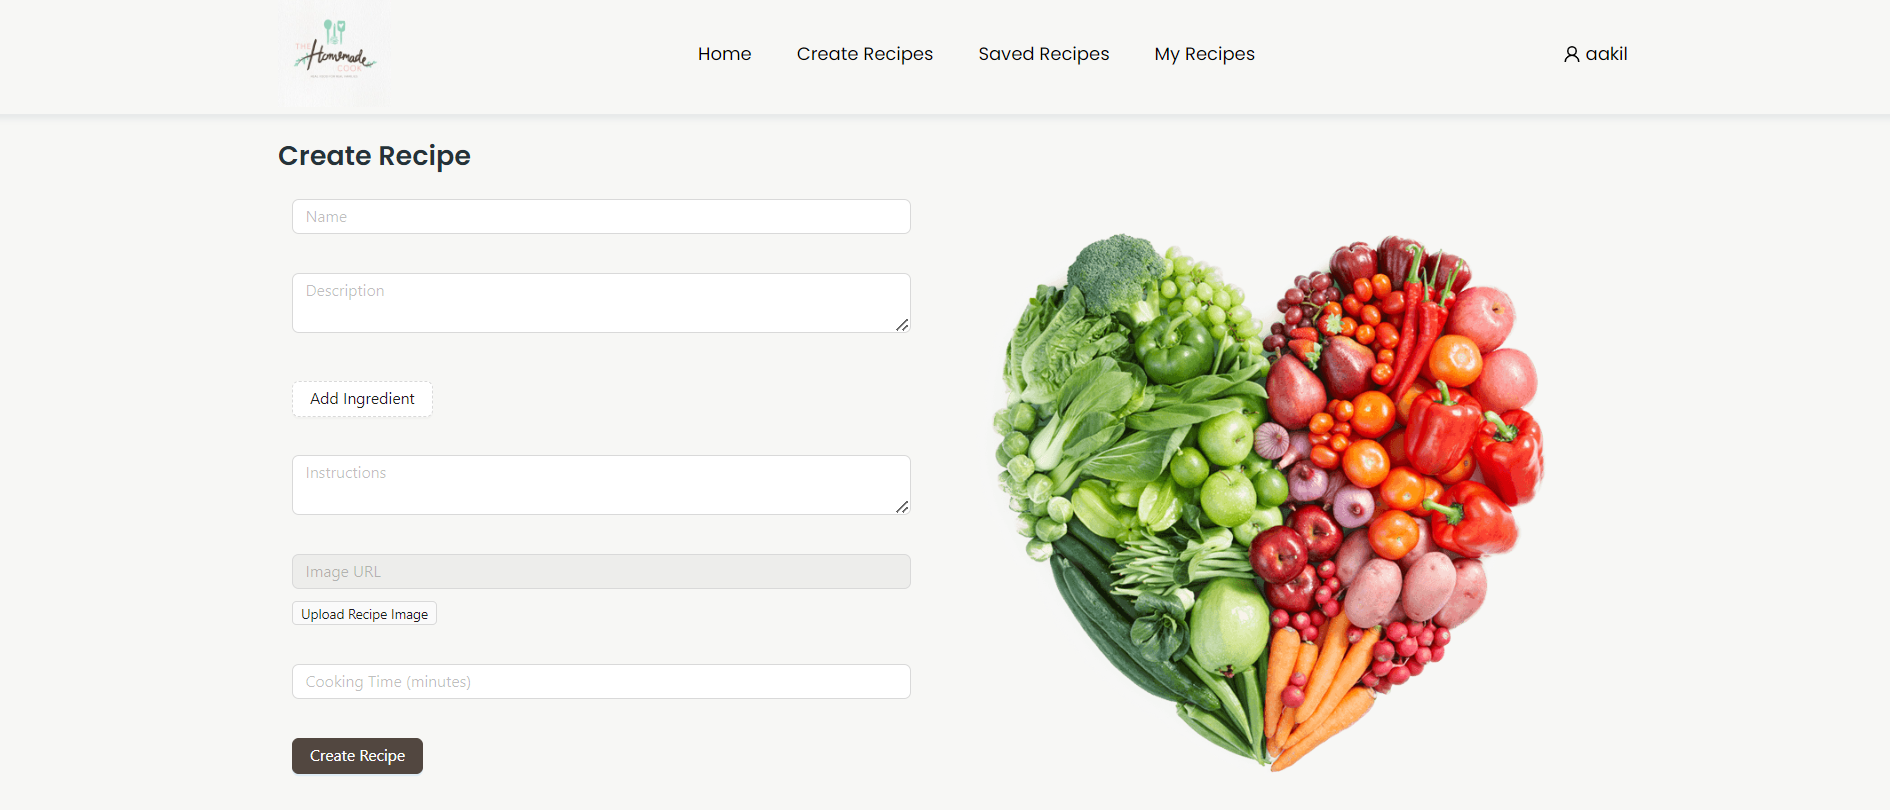 THE
Homemade
COOK
Home
Create Recipes
Saved Recipes
My Recipes
aakil
Create Recipe
Name
Description
Add Ingredient
Instructions
Image URL
Upload Recipe Image
Cooking Time (minutes)
Create Recipe